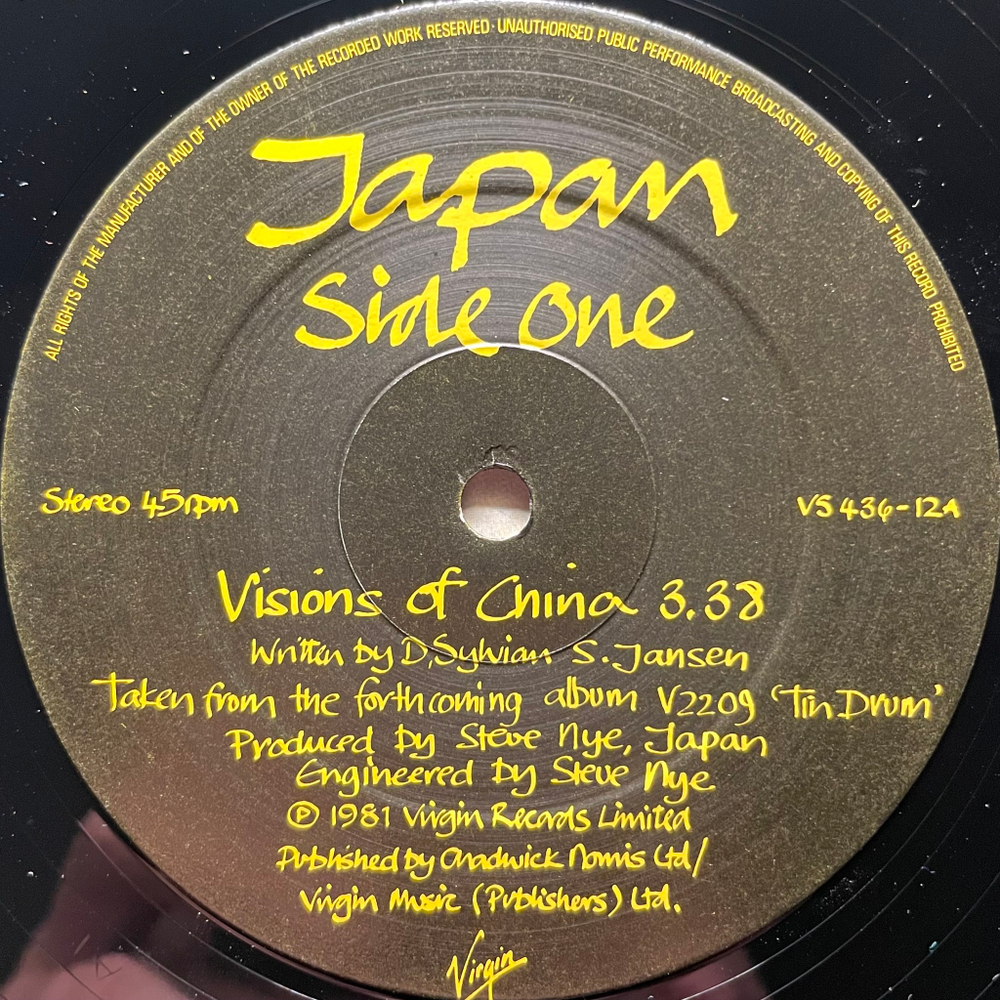 ALL RIGHTS OF THE MANUFACTURER AND OF THE OWNER OF THE RECORDED WORK RESERVED · UNAUTHORISED PUBLIC PERFORMANCE BROADCASTING AND COPYING OF THIS RECORD PROHIBITED
Japan
Side One
Stereo 45rpm
VS 436-12A
Visions of China 3.38
Written by D,Sylvian S. Jansen
Taken from the forthcoming album V2209 'Tin Drum'
Produced by Steve Nye, Japan
Engineered by Steve Nye
℗ 1981 Virgin Records Limited
Published by Chadwick Nomis Ltd/
Virgin Music (Publishers) Ltd.
Virgin